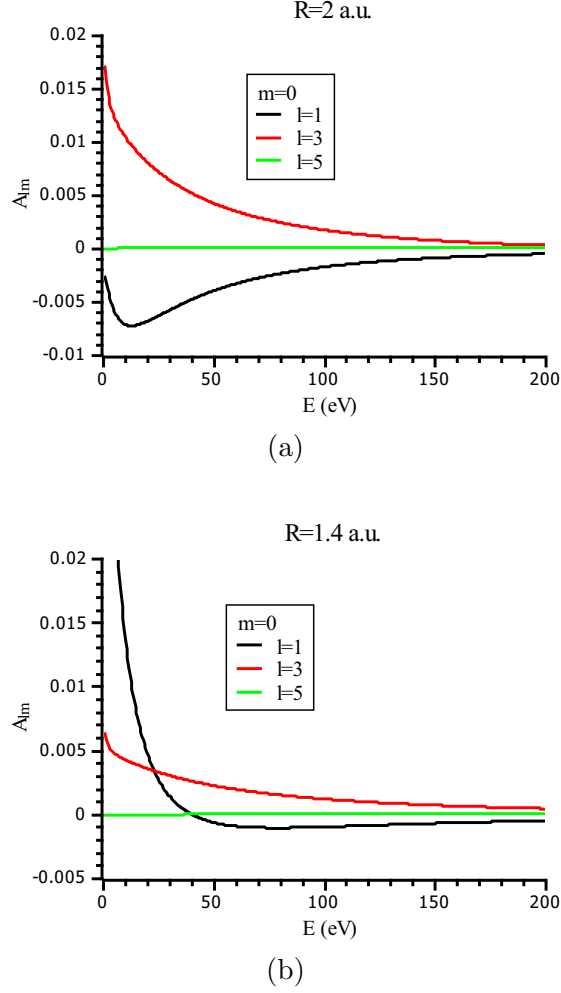 R=2 a.u.
0.02
0.015
0.01
0.005
0
-0.005
-0.01
A_lm
m=0
l=1
l=3
l=5
0 50 100 150 200
E (eV)
(a)
R=1.4 a.u.
0.02
0.015
0.01
0.005
0
-0.005
A_lm
m=0
l=1
l=3
l=5
0 50 100 150 200
E (eV)
(b)